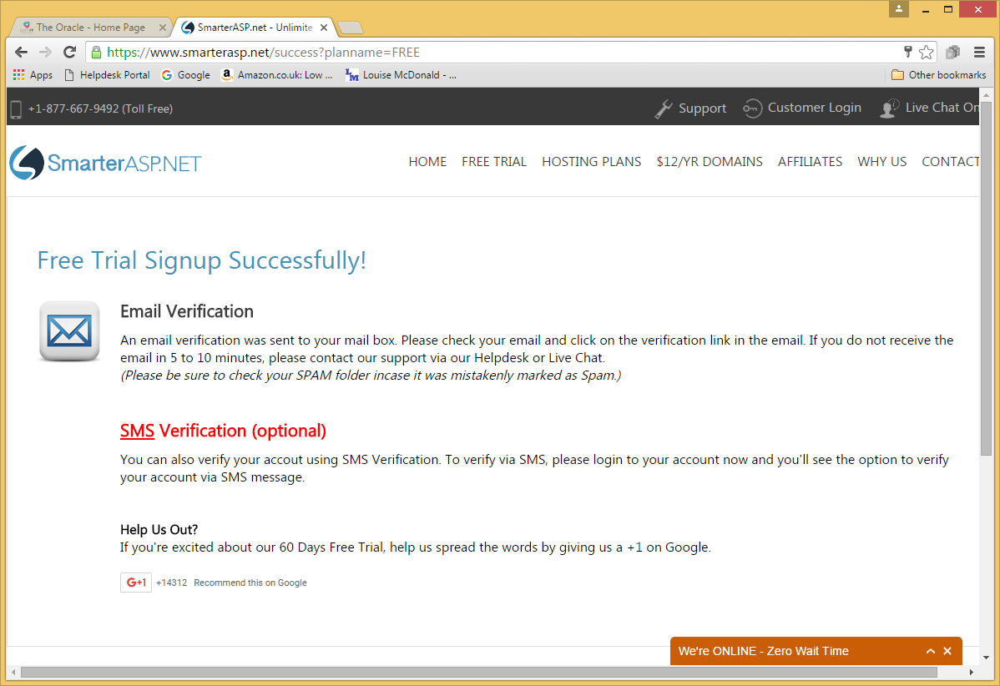 The Oracle - Home Page
SmarterASP.net - Unlimite
https://www.smarterasp.net/success?planname=FREE
Apps Helpdesk Portal Google Amazon.co.uk: Low ... Louise McDonald - ... Other bookmarks
+1-877-667-9492 (Toll Free) Support Customer Login Live Chat On
SmarterASP.NET HOME FREE TRIAL HOSTING PLANS $12/YR DOMAINS AFFILIATES WHY US CONTACT
Free Trial Signup Successfully!
Email Verification
An email verification was sent to your mail box. Please check your email and click on the verification link in the email. If you do not receive the
email in 5 to 10 minutes, please contact our support via our Helpdesk or Live Chat.
(Please be sure to check your SPAM folder incase it was mistakenly marked as Spam.)
SMS Verification (optional)
You can also verify your accout using SMS Verification. To verify via SMS, please login to your account now and you'll see the option to verify
your account via SMS message.
Help Us Out?
If you're excited about our 60 Days Free Trial, help us spread the words by giving us a +1 on Google.
G+1 +14312 Recommend this on Google
We're ONLINE - Zero Wait Time